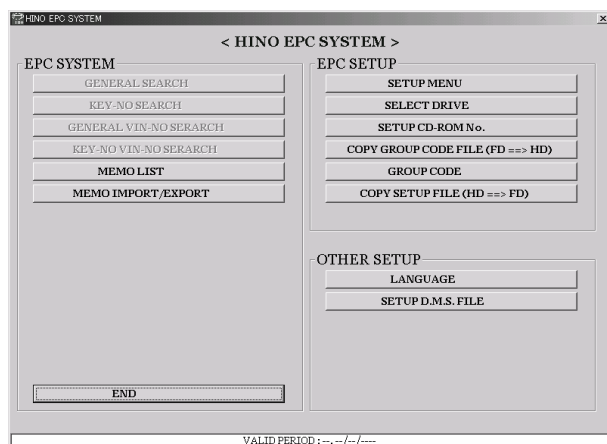 HINO EPC SYSTEM
< HINO EPC SYSTEM >
EPC SYSTEM
GENERAL SEARCH
KEY-NO SEARCH
GENERAL VIN-NO SERARCH
KEY-NO VIN-NO SERARCH
MEMO LIST
MEMO IMPORT/EXPORT
END
EPC SETUP
SETUP MENU
SELECT DRIVE
SETUP CD-ROM No.
COPY GROUP CODE FILE (FD ==> HD)
GROUP CODE
COPY SETUP FILE (HD ==> FD)
OTHER SETUP
LANGUAGE
SETUP D.M.S. FILE
VALID PERIOD : --, --/--/----